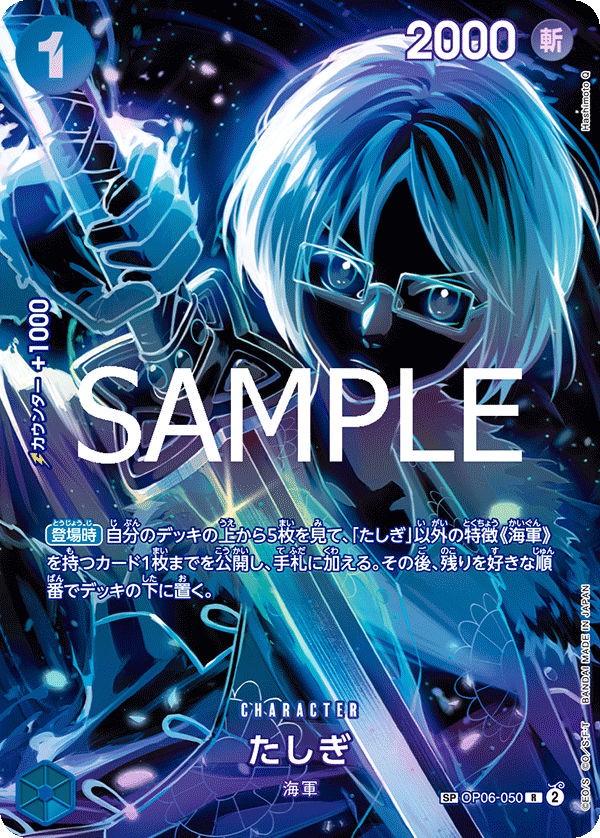 1
2000
斬
Hashimoto Q
カウンター+1000
SAMPLE
登場時 自分のデッキの上から5枚を見て、「たしぎ」以外の特徴《海軍》
を持つカード1枚までを公開し、手札に加える。その後、残りを好きな順
番でデッキの下に置く。
CHARACTER
たしぎ
海軍
SP OP06-050 R 2
©E.O/S. C.O/S.F.T BANDAI MADE IN JAPAN